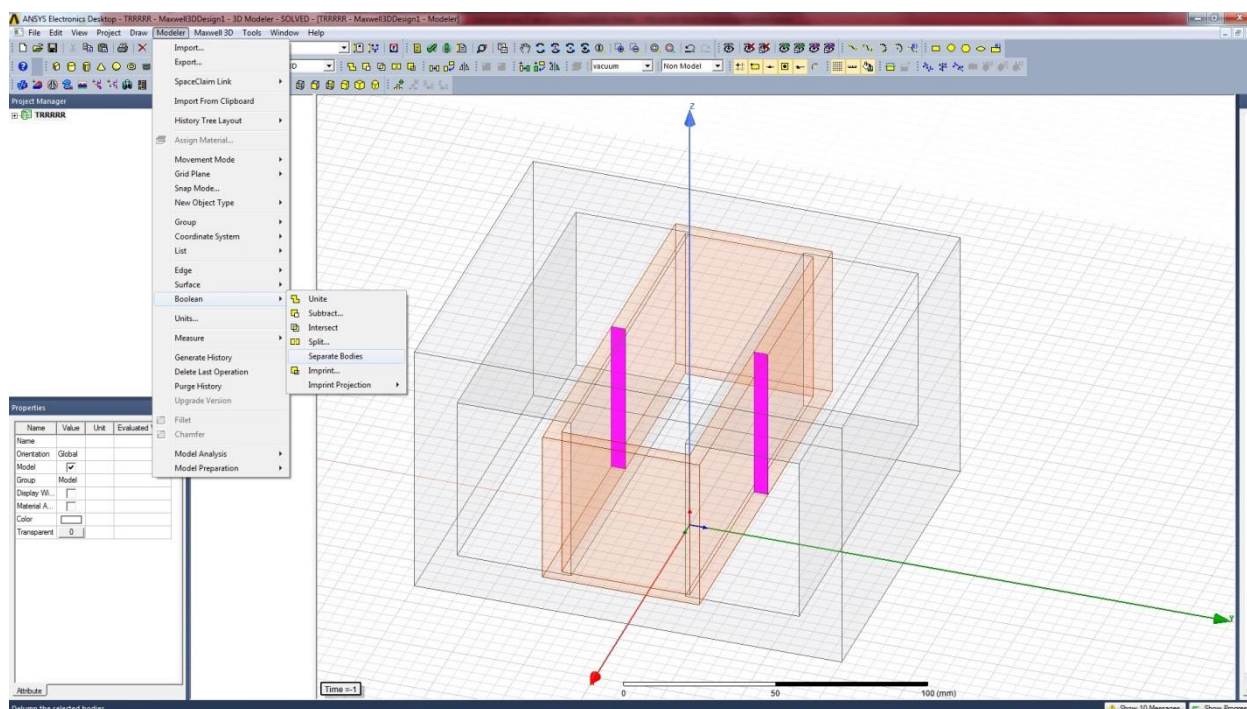 ANSYS Electronics Desktop - TRRRRR - Maxwell3DDesign1 - 3D Modeler - SOLVED - [TRRRRR - Maxwell3DDesign1 - Modeler]
File Edit View Project Draw Modeler Maxwell 3D Tools Window Help
vacuum Non Model
Project Manager
TRRRRR
Import...
Export...
SpaceClaim Link
Import From Clipboard
History Tree Layout
Assign Material...
Movement Mode
Grid Plane
Snap Mode...
New Object Type
Group
Coordinate System
List
Edge
Surface
Boolean
Units...
Measure
Generate History
Delete Last Operation
Purge History
Upgrade Version
Fillet
Chamfer
Model Analysis
Model Preparation
Unite
Subtract...
Intersect
Split...
Separate Bodies
Imprint...
Imprint Projection
Properties
Name Value Unit Evaluated
Name
Orientation Global
Model
Group Model
Display Wi...
Material A...
Color
Transparent 0
Attribute
Z
Y
Time =-1
0 50 100 (mm)
Show 10 Messages Show Progres